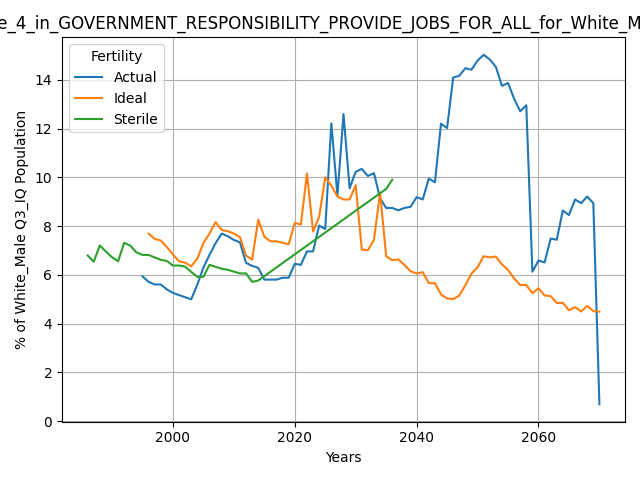 e_4_in_GOVERNMENT_RESPONSIBILITY_PROVIDE_JOBS_FOR_ALL_for_White_M
Fertility
Actual
Ideal
Sterile
% of White_Male Q3_IQ Population
14
12
10
8
6
4
2
0
2000
2020
2040
2060
Years